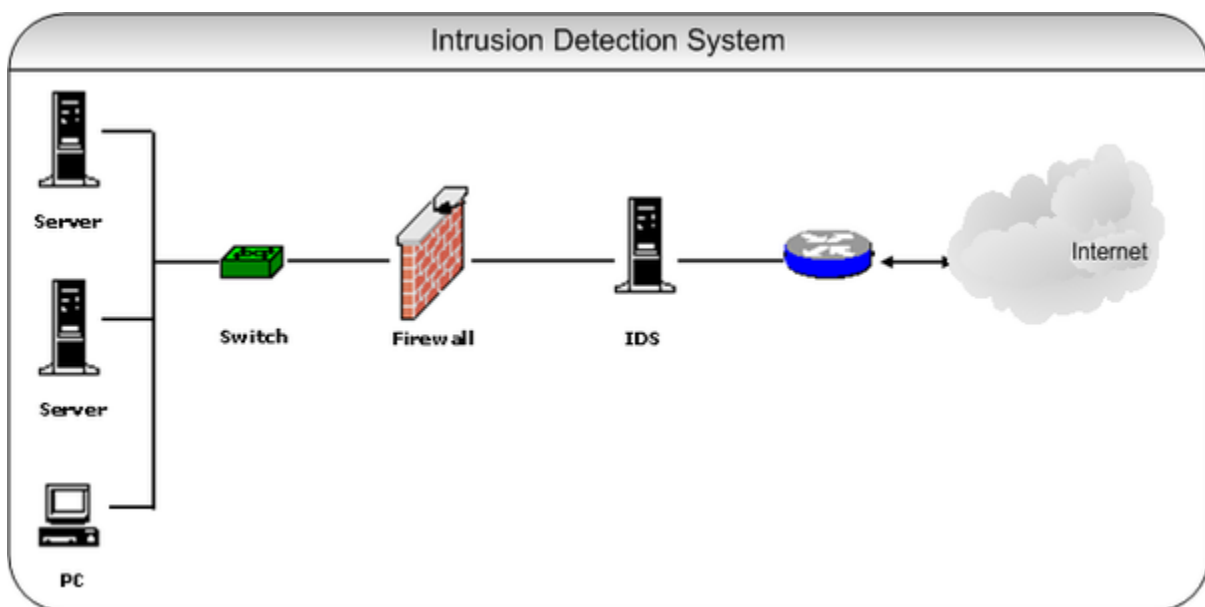 Intrusion Detection System
Server
Server
PC
Switch
Firewall
IDS
Internet